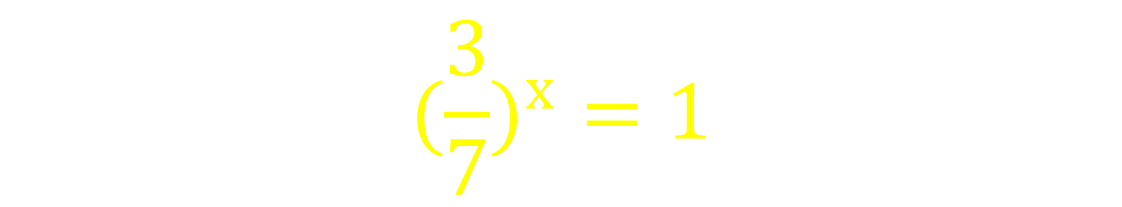 (3/7)ˣ = 1